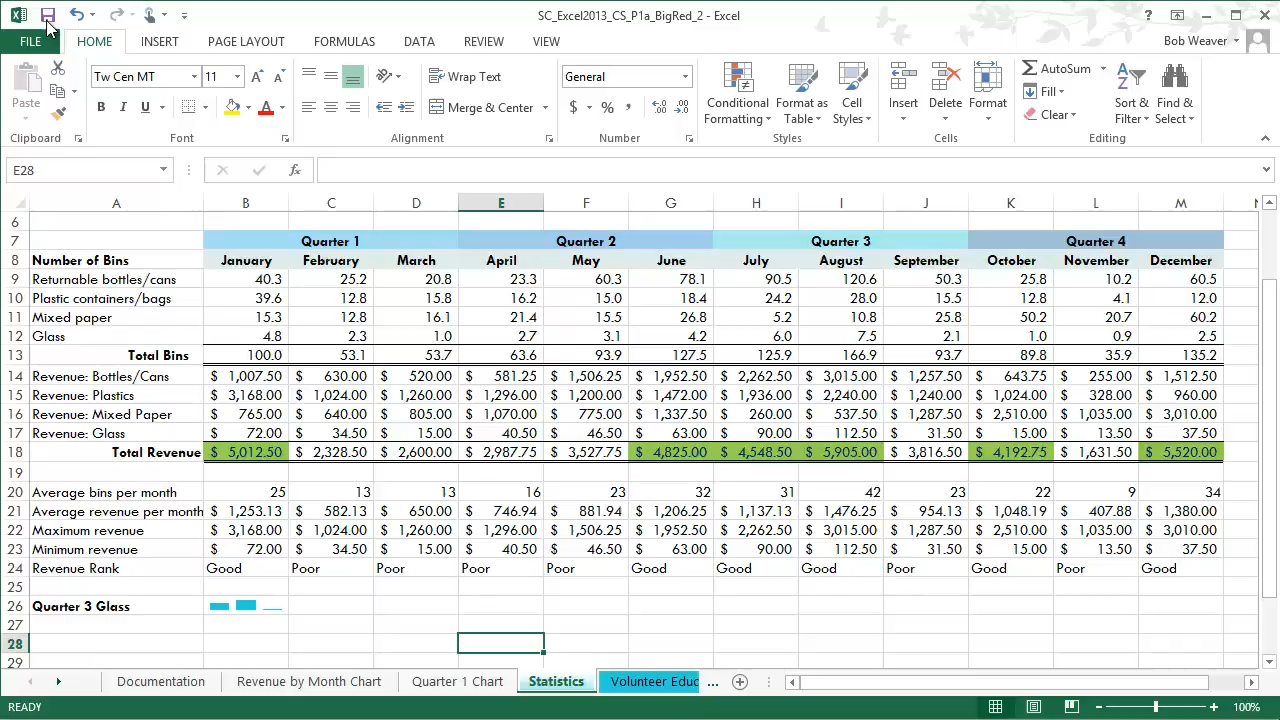 SC_Excel2013_CS_P1a_BigRed_2 - Excel
FILE HOME INSERT PAGE LAYOUT FORMULAS DATA REVIEW VIEW Bob Weaver
Paste Tw Cen MT 11 Wrap Text General Conditional Formatting Format as Table Cell Styles Insert Delete Format AutoSum Fill Clear Sort & Filter Find & Select
B I U A Merge & Center $ % ,
Clipboard Font Alignment Number Styles Cells Editing
E28 fx
A B C D E F G H I J K L M
6
7 Quarter 1 Quarter 2 Quarter 3 Quarter 4
8 Number of Bins January February March April May June July August September October November December
9 Returnable bottles/cans 40.3 25.2 20.8 23.3 60.3 78.1 90.5 120.6 50.3 25.8 10.2 60.5
10 Plastic containers/bags 39.6 12.8 15.8 16.2 15.0 18.4 24.2 28.0 15.5 12.8 4.1 12.0
11 Mixed paper 15.3 12.8 16.1 21.4 15.5 26.8 5.2 10.8 25.8 50.2 20.7 60.2
12 Glass 4.8 2.3 1.0 2.7 3.1 4.2 6.0 7.5 2.1 1.0 0.9 2.5
13 Total Bins 100.0 53.1 53.7 63.6 93.9 127.5 125.9 166.9 93.7 89.8 35.9 135.2
14 Revenue: Bottles/Cans $ 1,007.50 $ 630.00 $ 520.00 $ 581.25 $ 1,506.25 $ 1,952.50 $ 2,262.50 $ 3,015.00 $ 1,257.50 $ 643.75 $ 255.00 $ 1,512.50
15 Revenue: Plastics $ 3,168.00 $ 1,024.00 $ 1,260.00 $ 1,296.00 $ 1,200.00 $ 1,472.00 $ 1,936.00 $ 2,240.00 $ 1,240.00 $ 1,024.00 $ 328.00 $ 960.00
16 Revenue: Mixed Paper $ 765.00 $ 640.00 $ 805.00 $ 1,070.00 $ 775.00 $ 1,337.50 $ 260.00 $ 537.50 $ 1,287.50 $ 2,510.00 $ 1,035.00 $ 3,010.00
17 Revenue: Glass $ 72.00 $ 34.50 $ 15.00 $ 40.50 $ 46.50 $ 63.00 $ 90.00 $ 112.50 $ 31.50 $ 15.00 $ 13.50 $ 37.50
18 Total Revenue $ 5,012.50 $ 2,328.50 $ 2,600.00 $ 2,987.75 $ 3,527.75 $ 4,825.00 $ 4,548.50 $ 5,905.00 $ 3,816.50 $ 4,192.75 $ 1,631.50 $ 5,520.00
19
20 Average bins per month 25 13 13 16 23 32 31 42 23 22 9 34
21 Average revenue per month $ 1,253.13 $ 582.13 $ 650.00 $ 746.94 $ 881.94 $ 1,206.25 $ 1,137.13 $ 1,476.25 $ 954.13 $ 1,048.19 $ 407.88 $ 1,380.00
22 Maximum revenue $ 3,168.00 $ 1,024.00 $ 1,260.00 $ 1,296.00 $ 1,506.25 $ 1,952.50 $ 2,262.50 $ 3,015.00 $ 1,287.50 $ 2,510.00 $ 1,035.00 $ 3,010.00
23 Minimum revenue $ 72.00 $ 34.50 $ 15.00 $ 40.50 $ 46.50 $ 63.00 $ 90.00 $ 112.50 $ 31.50 $ 15.00 $ 13.50 $ 37.50
24 Revenue Rank Good Poor Poor Poor Poor Good Good Good Poor Good Poor Good
25
26 Quarter 3 Glass
27
28
29
Documentation Revenue by Month Chart Quarter 1 Chart Statistics Volunteer Educ ...
READY 100%